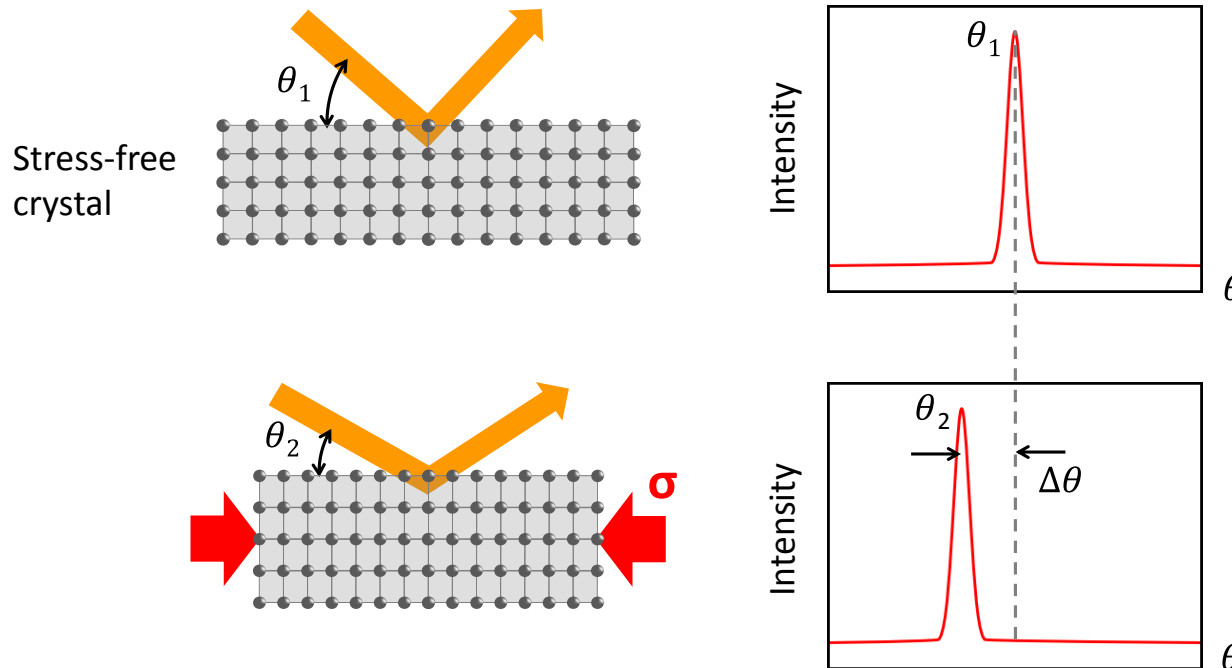 θ₁
θ₁
Stress-free
crystal
Intensity
θ
θ₂
θ₂
σ
Δθ
Intensity
θ